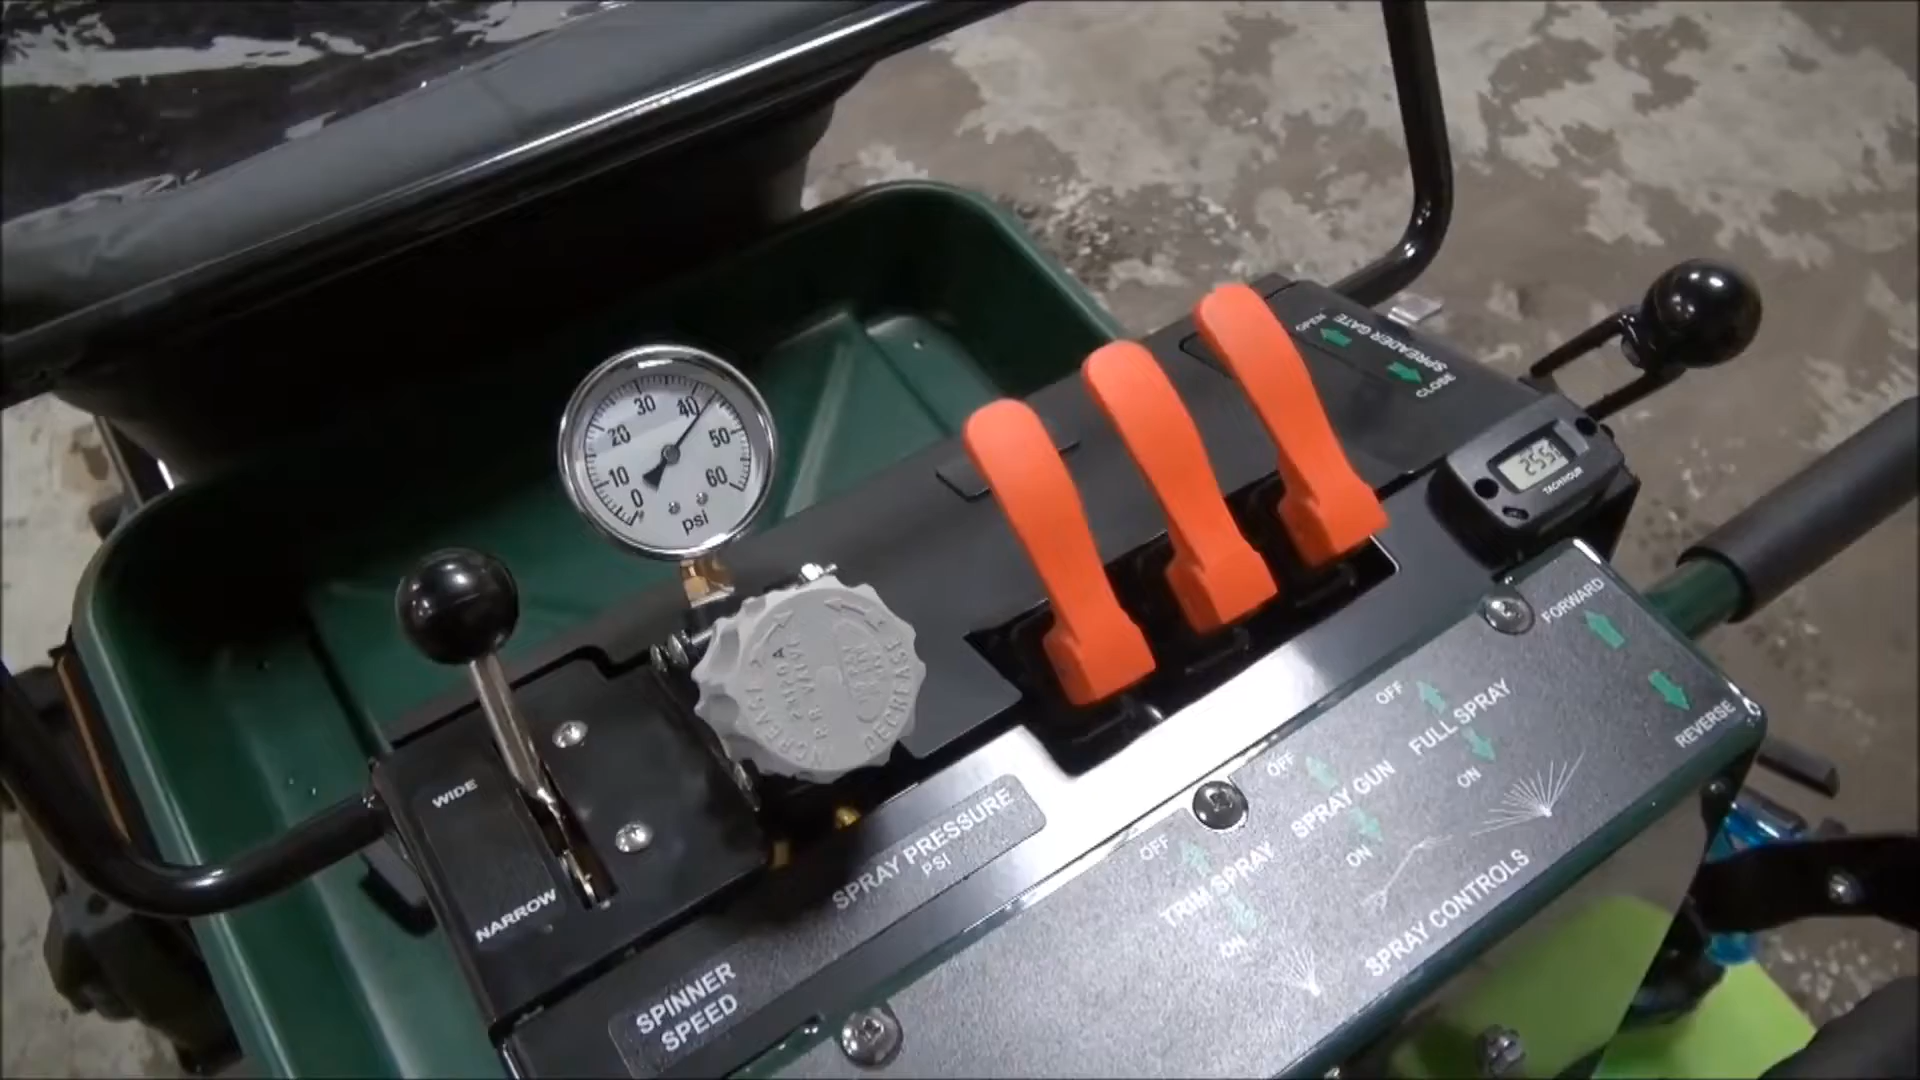 30
40
20
50
10
60
0
psi
OPEN
SPREADER GATE
CLOSE
TACH/HOUR
INCREASE
DECREASE
WIDE
NARROW
SPRAY PRESSURE
PSI
SPINNER
SPEED
OFF
TRIM SPRAY
ON
OFF
SPRAY GUN
ON
OFF
FULL SPRAY
ON
SPRAY CONTROLS
FORWARD
REVERSE